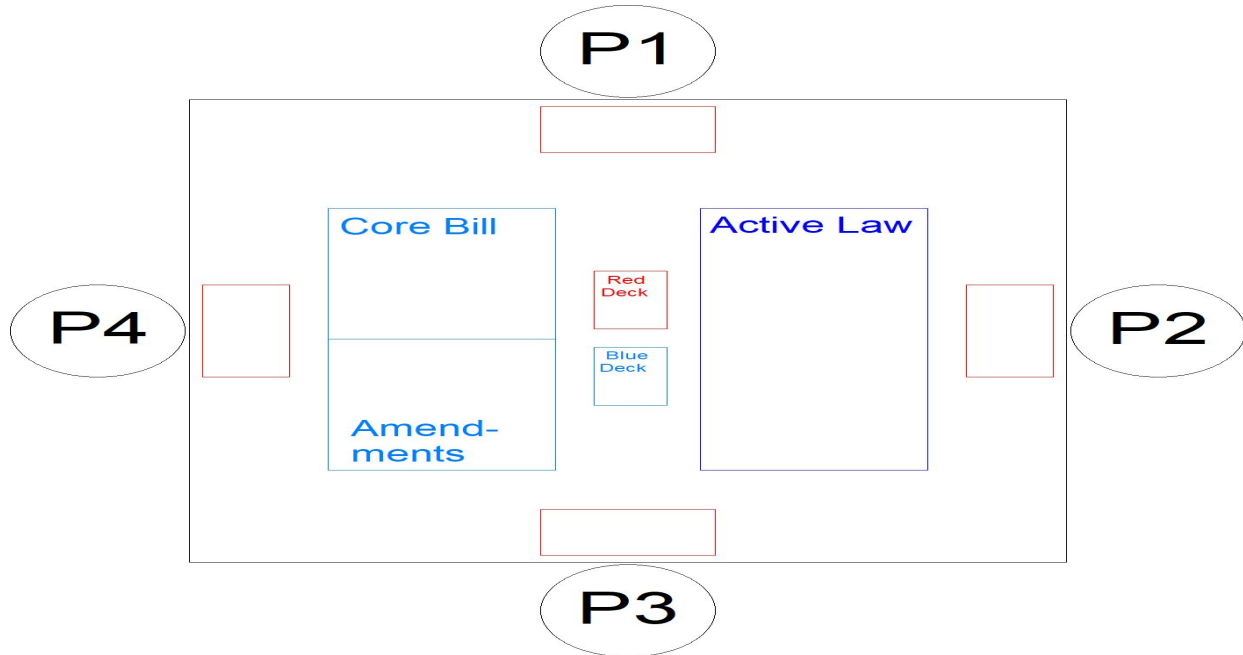 P1
Core Bill
Active Law
Red
Deck
P4
P2
Blue
Deck
Amend-
ments
P3